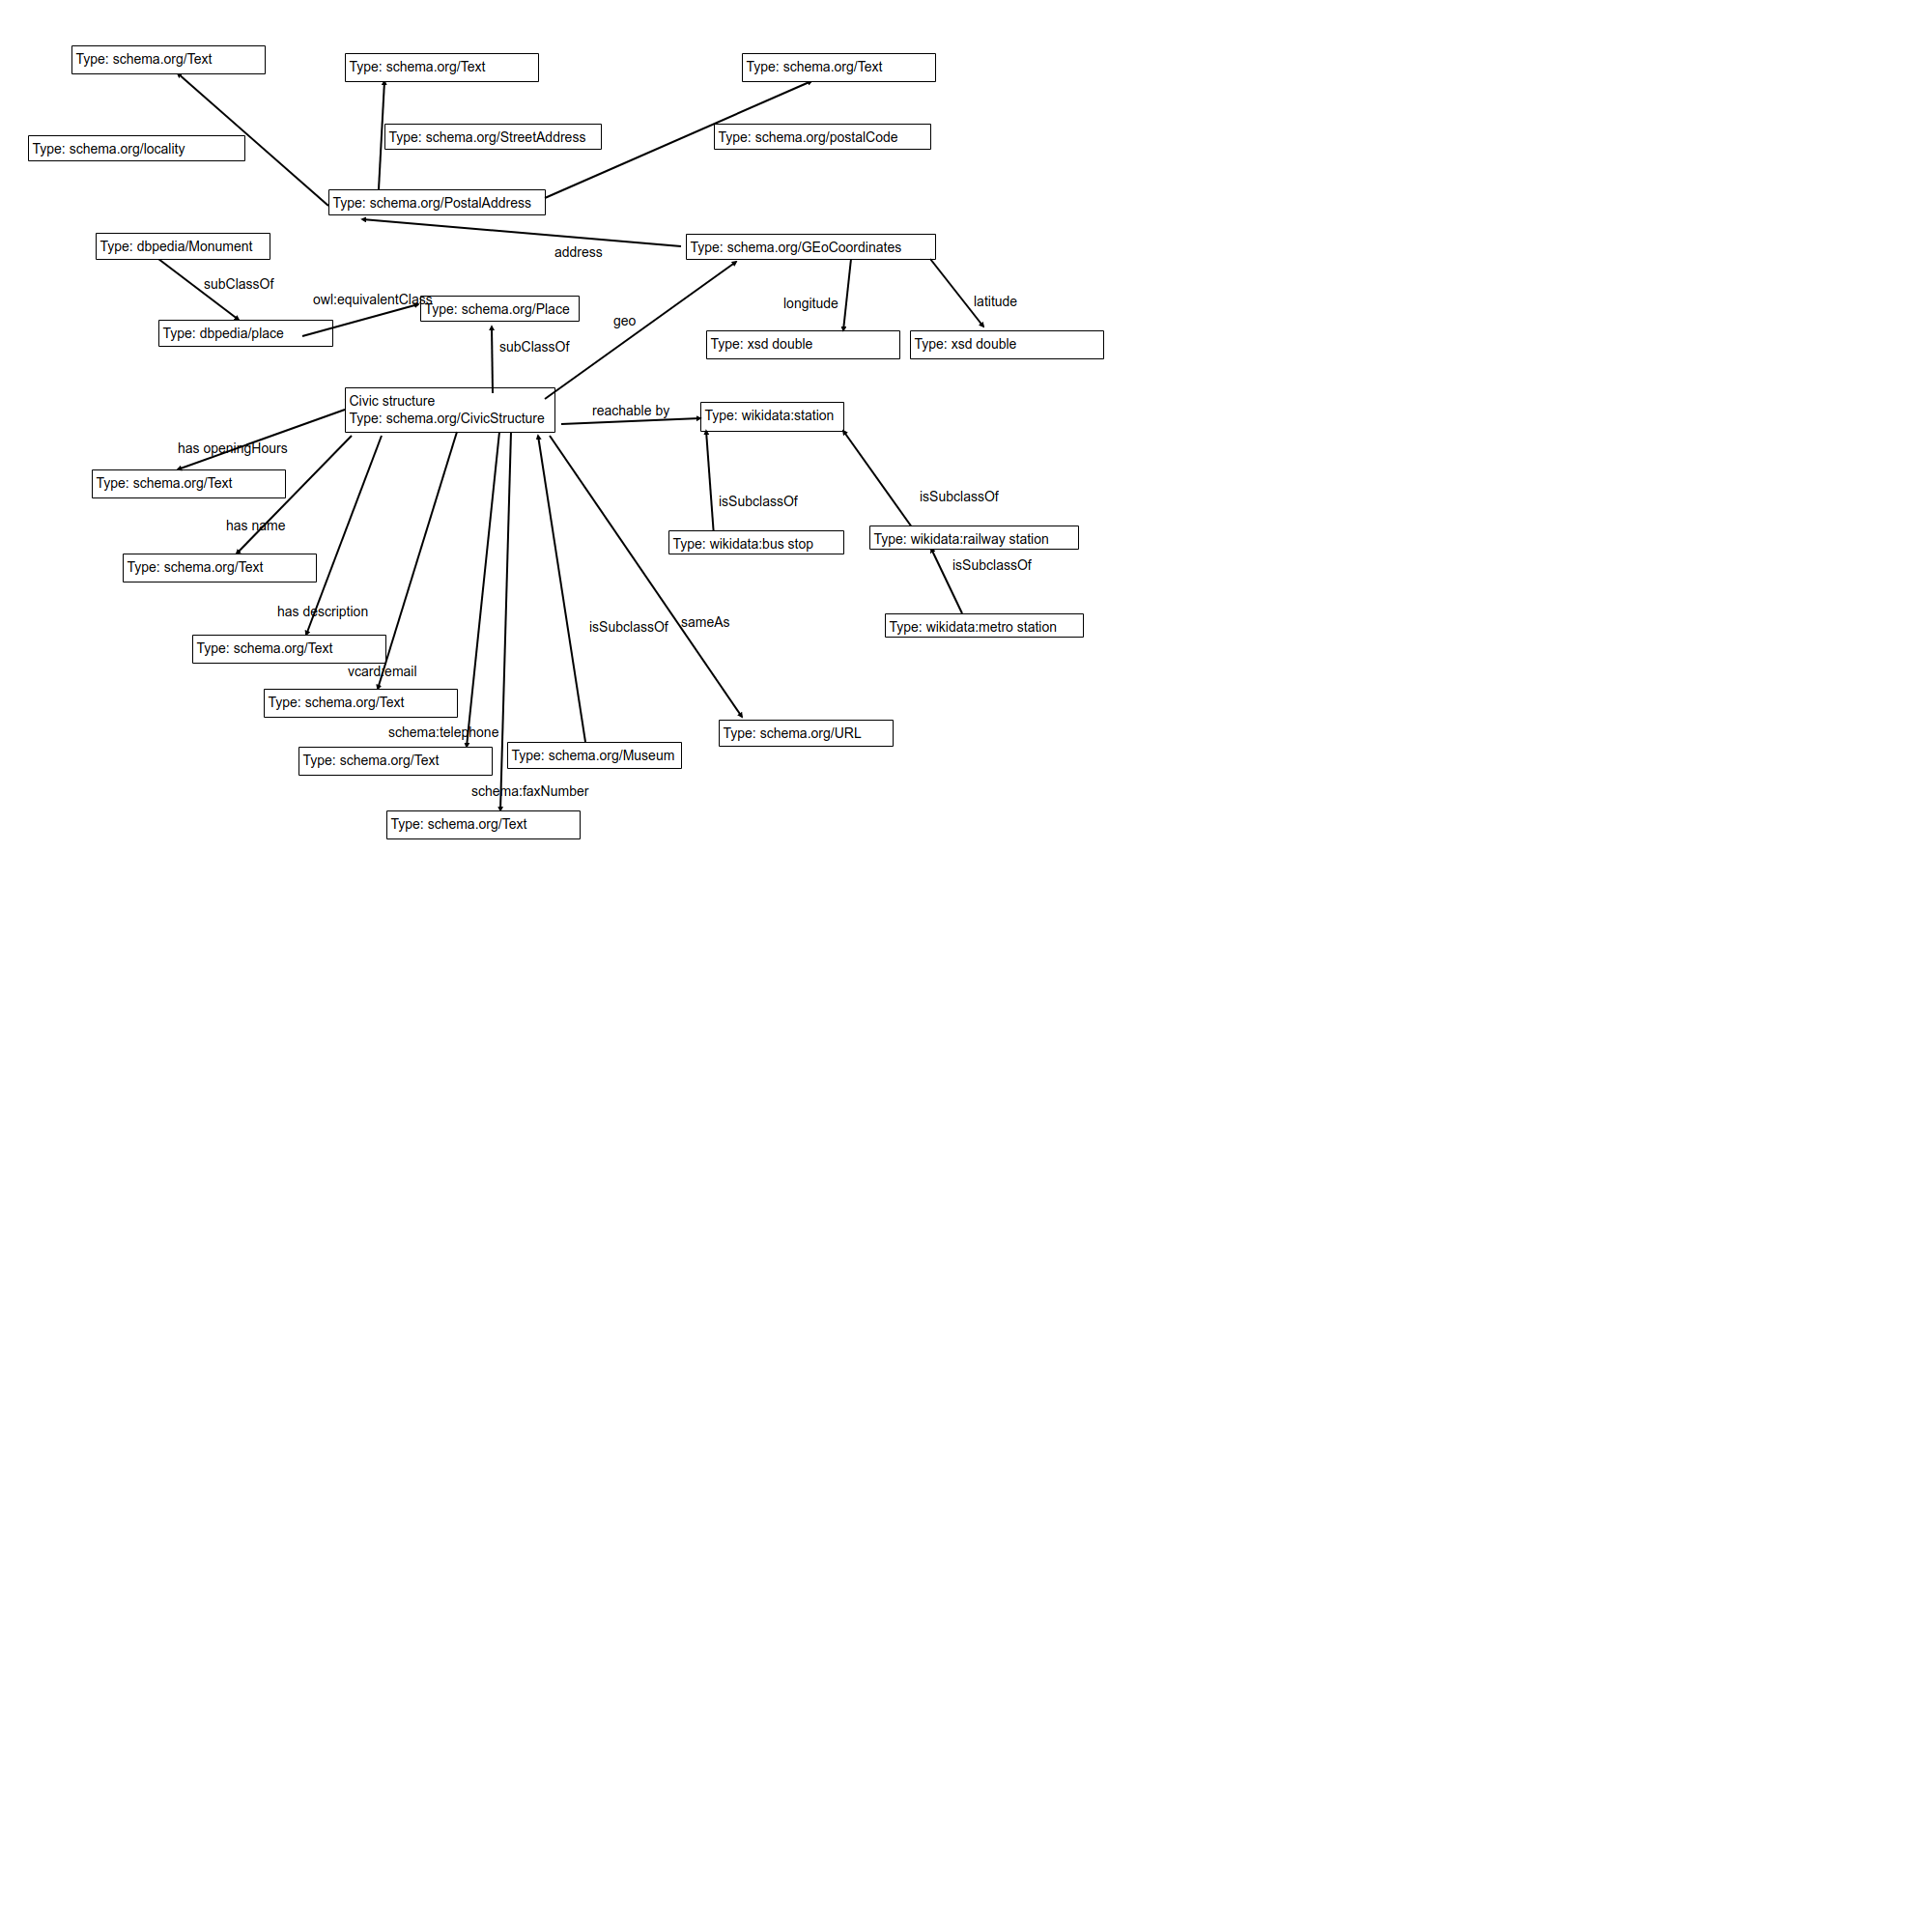 Type: schema.org/Text
Type: schema.org/Text
Type: schema.org/Text
Type: schema.org/locality
Type: schema.org/StreetAddress
Type: schema.org/postalCode
Type: schema.org/PostalAddress
Type: dbpedia/Monument
address
Type: schema.org/GEoCoordinates
subClassOf
owl:equivalentClass
Type: schema.org/Place
longitude
latitude
geo
Type: dbpedia/place
subClassOf
Type: xsd double
Type: xsd double
Civic structure
Type: schema.org/CivicStructure
reachable by
Type: wikidata:station
has openingHours
Type: schema.org/Text
isSubclassOf
isSubclassOf
has name
Type: wikidata:bus stop
Type: wikidata:railway station
Type: schema.org/Text
isSubclassOf
has description
isSubclassOf
sameAs
Type: wikidata:metro station
Type: schema.org/Text
vcard:email
Type: schema.org/Text
schema:telephone
Type: schema.org/URL
Type: schema.org/Text
Type: schema.org/Museum
schema:faxNumber
Type: schema.org/Text